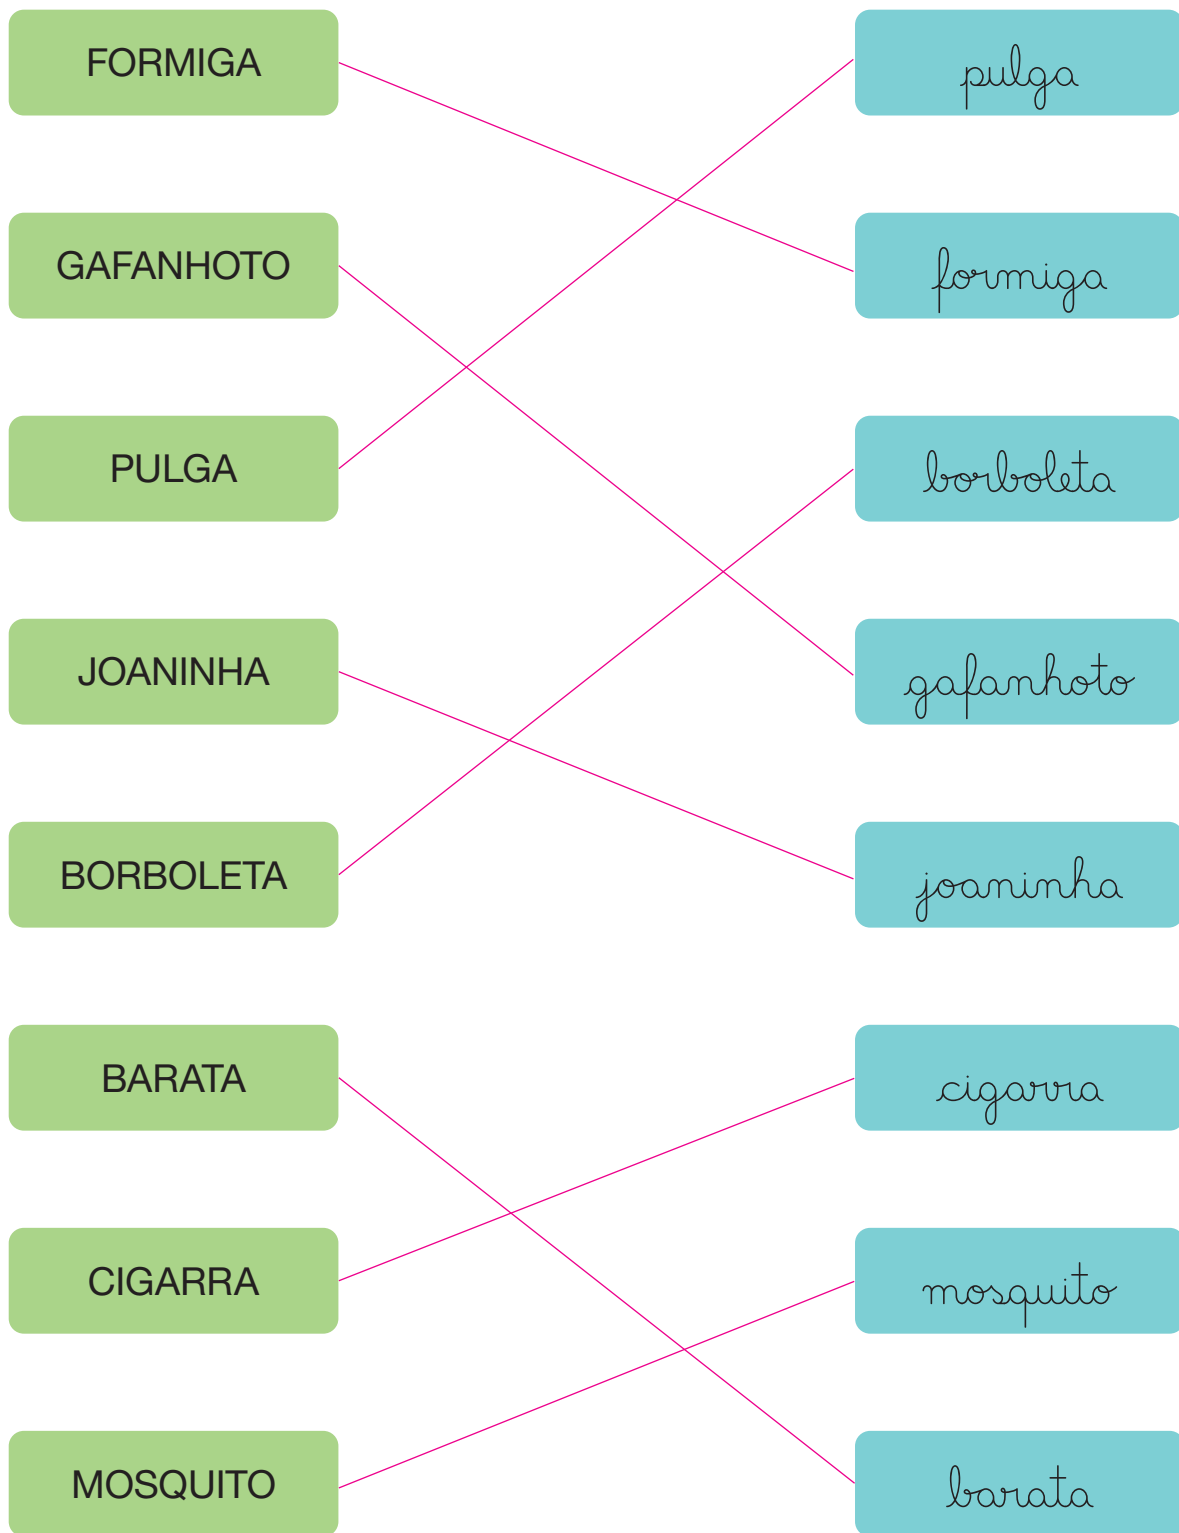 FORMIGA
pulga
GAFANHOTO
formiga
PULGA
borboleta
JOANINHA
gafanhoto
BORBOLETA
joaninha
BARATA
cigarra
CIGARRA
mosquito
MOSQUITO
barata